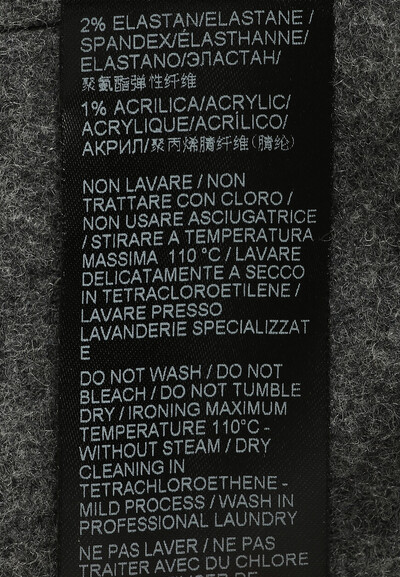 2% ELASTAN/ELASTANE /
SPANDEX/ÉLASTHANNE/
ELASTANO/ЭЛАСТАН/
聚氨酯弹性纤维
1% ACRILICA/ACRYLIC/
ACRYLIQUE/ACRÍLICO/
АКРИЛ/聚丙烯腈纤维(腈纶)
NON LAVARE / NON
TRATTARE CON CLORO /
NON USARE ASCIUGATRICE
/ STIRARE A TEMPERATURA
MASSIMA 110 °C / LAVARE
DELICATAMENTE A SECCO
IN TETRACLOROETILENE /
LAVARE PRESSO
LAVANDERIE SPECIALIZZAT
E
DO NOT WASH / DO NOT
BLEACH / DO NOT TUMBLE
DRY / IRONING MAXIMUM
TEMPERATURE 110°C -
WITHOUT STEAM / DRY
CLEANING IN
TETRACHLOROETHENE -
MILD PROCESS / WASH IN
PROFESSIONAL LAUNDRY
NE PAS LAVER / NE PAS
TRAITER AVEC DU CHLORE